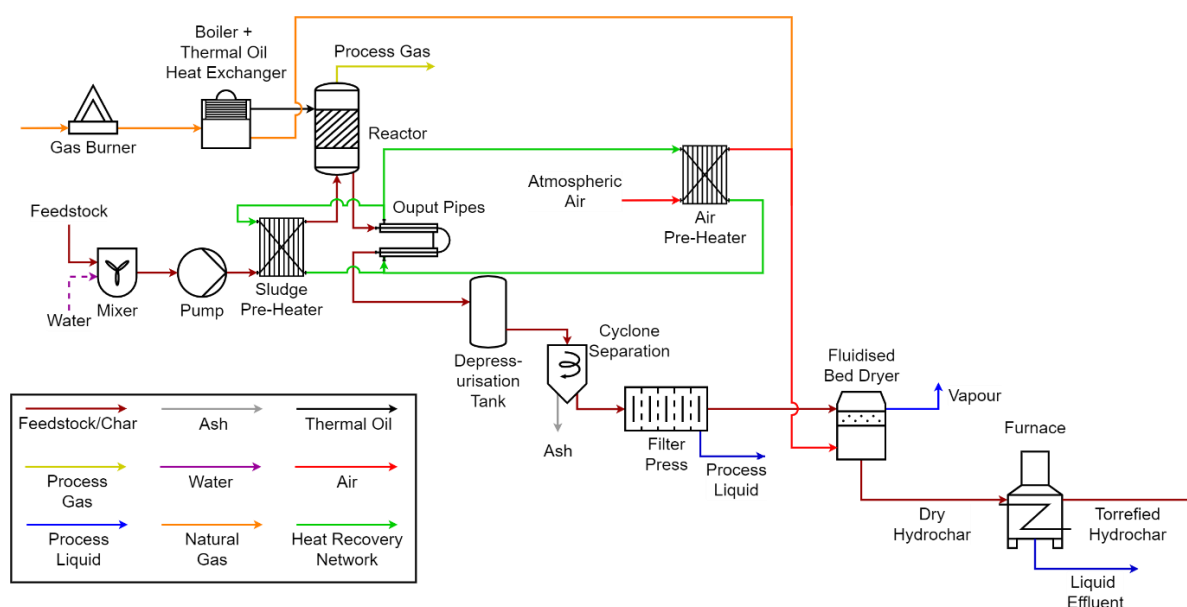 Boiler +
Thermal Oil
Heat Exchanger
Process Gas
Gas Burner
Reactor
Atmospheric
Air
Air
Pre-Heater
Feedstock
Ouput Pipes
Mixer
Water
Pump
Sludge
Pre-Heater
Depress-
urisation
Tank
Cyclone
Separation
Ash
Filter
Press
Process
Liquid
Fluidised
Bed Dryer
Vapour
Furnace
Dry
Hydrochar
Torrefied
Hydrochar
Liquid
Effluent
Feedstock/Char
Ash
Thermal Oil
Process
Gas
Water
Air
Process
Liquid
Natural
Gas
Heat Recovery
Network